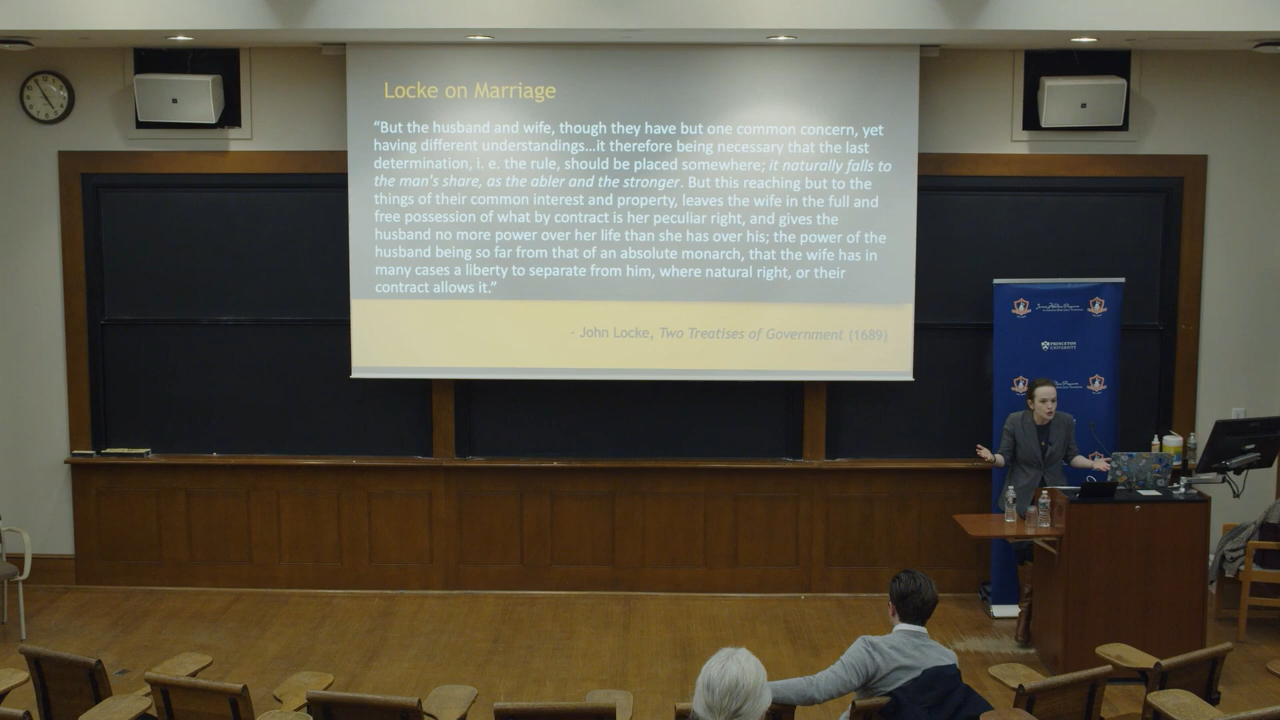 Locke on Marriage
“But the husband and wife, though they have but one common concern, yet
having different understandings...it therefore being necessary that the last
determination, i. e. the rule, should be placed somewhere; it naturally falls to
the man's share, as the abler and the stronger. But this reaching but to the
things of their common interest and property, leaves the wife in the full and
free possession of what by contract is her peculiar right, and gives the
husband no more power over her life than she has over his; the power of the
husband being so far from that of an absolute monarch, that the wife has in
many cases a liberty to separate from him, where natural right, or their
contract allows it.”
- John Locke, Two Treatises of Government (1689)
PRINCETON
UNIVERSITY